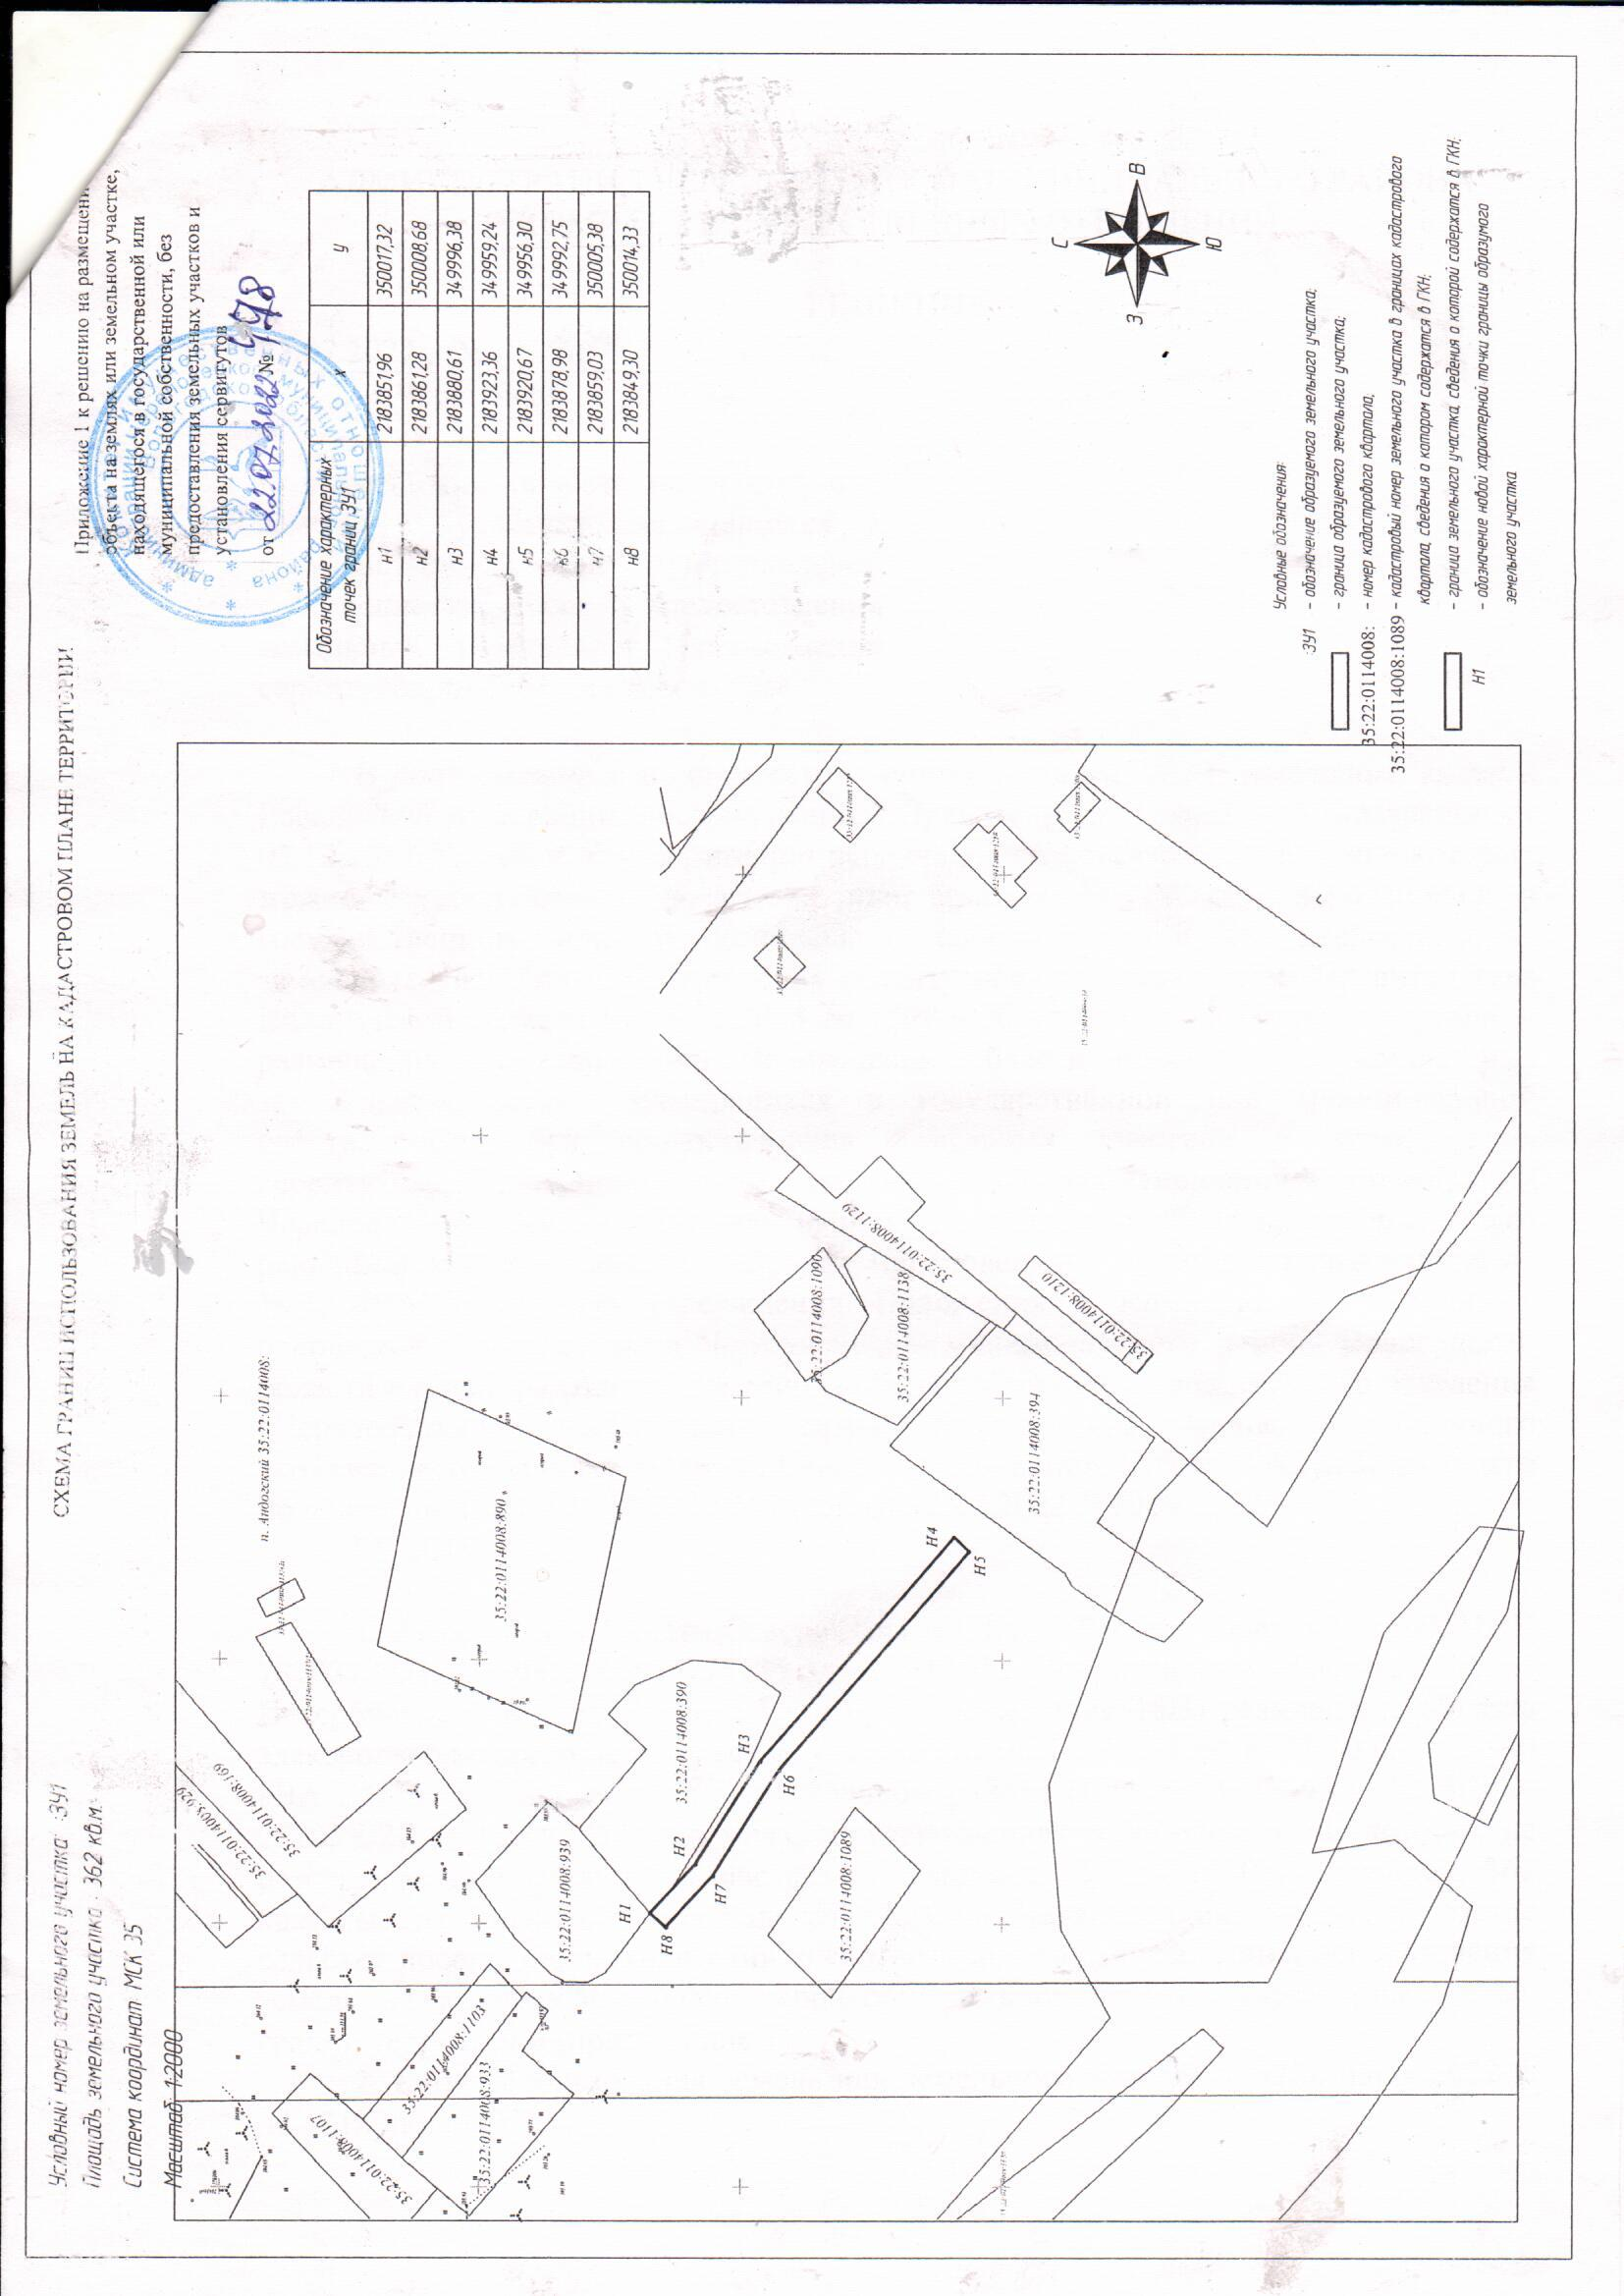 СХЕМА ГРАНИЦ ИСПОЛЬЗОВАНИЯ ЗЕМЕЛЬ НА КАДАСТРОВОМ ПЛАНЕ ТЕРРИТОРИИ
Условный номер земельного участка: :ЗУ1
Площадь земельного участка: 362 кв.м.
Система координат МСК 35
Масштаб 1:2000
Приложение 1 к решению на размещение
объекта на землях или земельном участке,
находящегося в государственной или
муниципальной собственности, без
предоставления земельных участков и
установления сервитутов
от 22.07.2022 № 478
Обозначение характерных точек границ ЗУ1 x y
Н1 2183851,96 350017,32
Н2 2183861,28 350008,68
Н3 2183880,61 349996,38
Н4 2183923,36 349959,24
Н5 2183920,67 349956,30
Н6 2183878,98 349992,75
Н7 2183859,03 350005,38
Н8 2183849,30 350014,33
С
З
В
Ю
Условные обозначения:
:ЗУ1 – обозначение образуемого земельного участка;
– граница образуемого земельного участка;
35:22:0114008: – номер кадастрового квартала;
35:22:0114008:1089 – кадастровый номер земельного участка в границах кадастрового
квартала, сведения о котором содержатся в ГКН;
– граница земельного участка, сведения о которой содержатся в ГКН;
Н1 – обозначение новой характерной точки границы образумого
земельного участка
п. Андогский 35:22:0114008:
35:22:0114008:929
35:22:0114008:169
35:22:0114008:890
35:22:0114008:390
35:22:0114008:939
35:22:0114008:1103
35:22:0114008:933
35:22:0114008:1107
35:22:0114008:1089
35:22:0114008:1090
35:22:0114008:1138
35:22:0114008:1129
35:22:0114008:1210
35:22:0114008:394
Н1
Н2
Н3
Н4
Н5
Н6
Н7
Н8